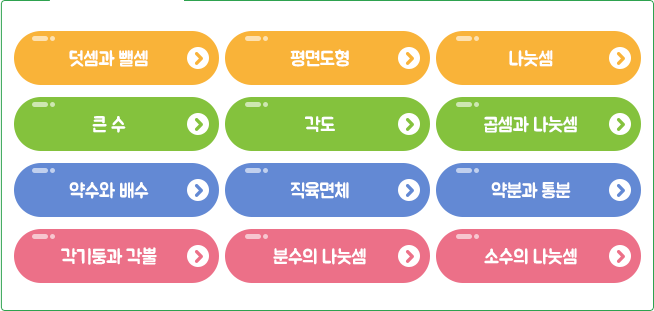 덧셈과 뺄셈
평면도형
나눗셈
큰 수
각도
곱셈과 나눗셈
약수와 배수
직육면체
약분과 통분
각기둥과 각뿔
분수의 나눗셈
소수의 나눗셈